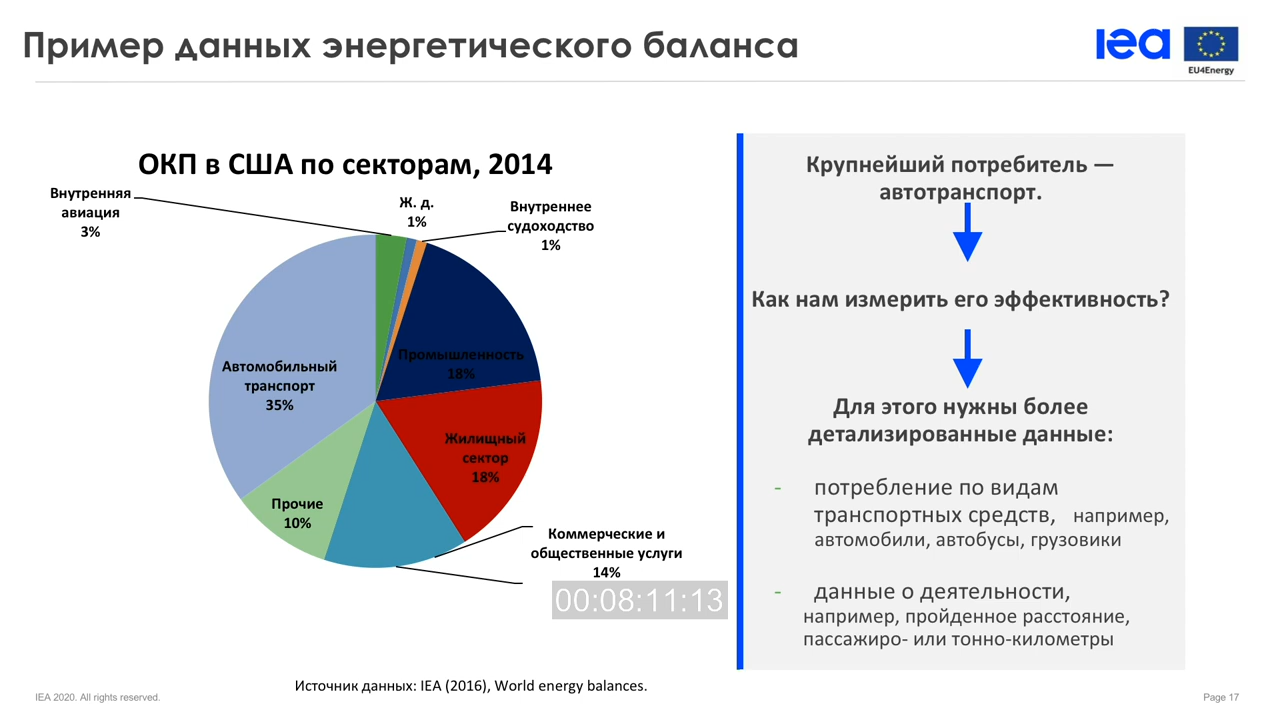 Пример данных энергетического баланса
iea
EU4Energy
ОКП в США по секторам, 2014
Внутренняя
авиация
3%
Ж. д.
1%
Внутреннее
судоходство
1%
Промышленность
18%
Автомобильный
транспорт
35%
Жилищный
сектор
18%
Прочие
10%
Коммерческие и
общественные услуги
14%
00:08:11:13
Крупнейший потребитель —
автотранспорт.
Как нам измерить его эффективность?
Для этого нужны более
детализированные данные:
- потребление по видам
транспортных средств, например,
автомобили, автобусы, грузовики
- данные о деятельности,
например, пройденное расстояние,
пассажиро- или тонно-километры
Источник данных: IEA (2016), World energy balances.
IEA 2020. All rights reserved.
Page 17